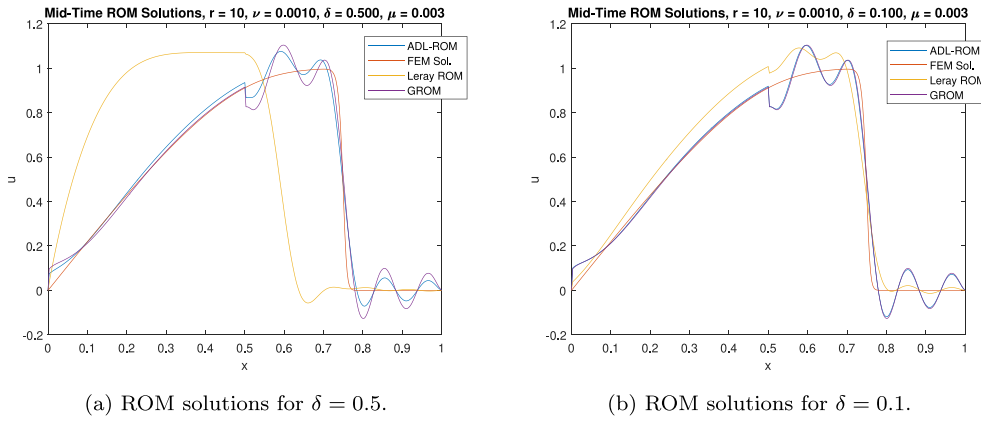 Mid-Time ROM Solutions, r = 10, ν = 0.0010, δ = 0.500, μ = 0.003
1.2
1
0.8
0.6
0.4
0.2
0
-0.2
u
0
0.1
0.2
0.3
0.4
0.5
0.6
0.7
0.8
0.9
1
x
ADL-ROM
FEM Sol.
Leray ROM
GROM
(a) ROM solutions for δ = 0.5.
Mid-Time ROM Solutions, r = 10, ν = 0.0010, δ = 0.100, μ = 0.003
1.2
1
0.8
0.6
0.4
0.2
0
-0.2
u
0
0.1
0.2
0.3
0.4
0.5
0.6
0.7
0.8
0.9
1
x
ADL-ROM
FEM Sol.
Leray ROM
GROM
(b) ROM solutions for δ = 0.1.